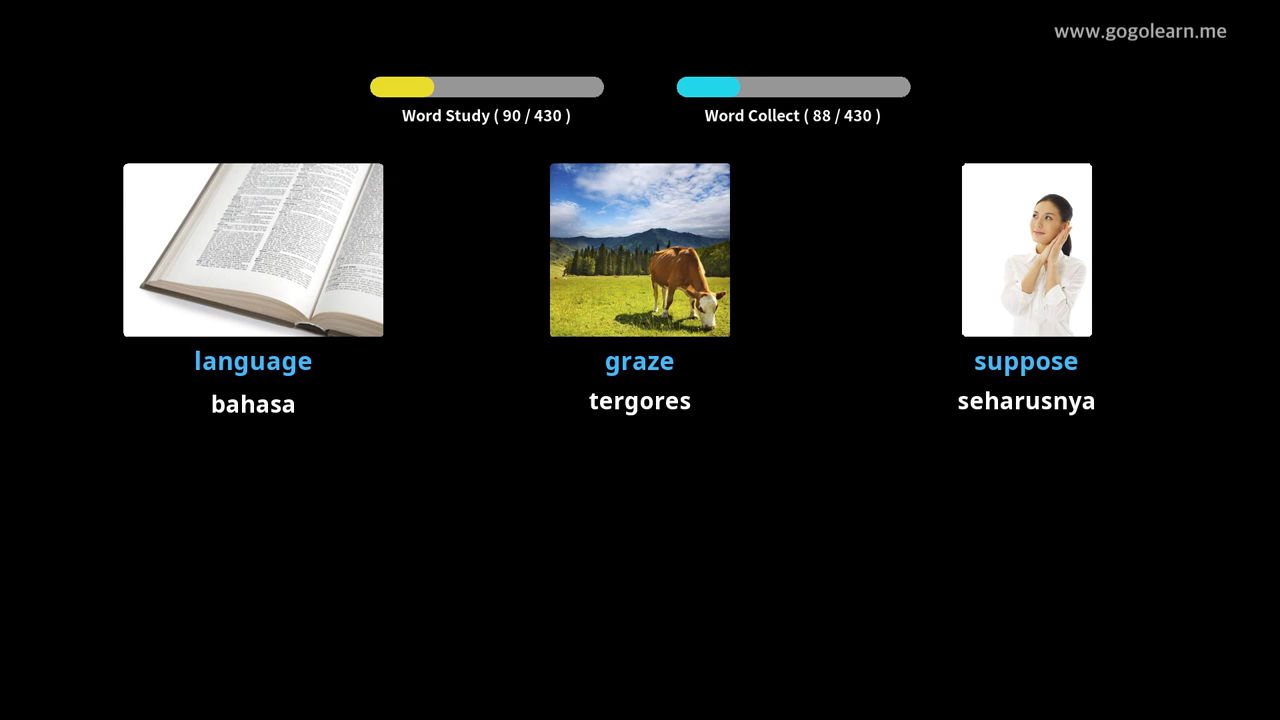 www.gogolearn.me
Word Study ( 90 / 430 )
Word Collect ( 88 / 430 )
language
graze
suppose
bahasa
tergores
seharusnya